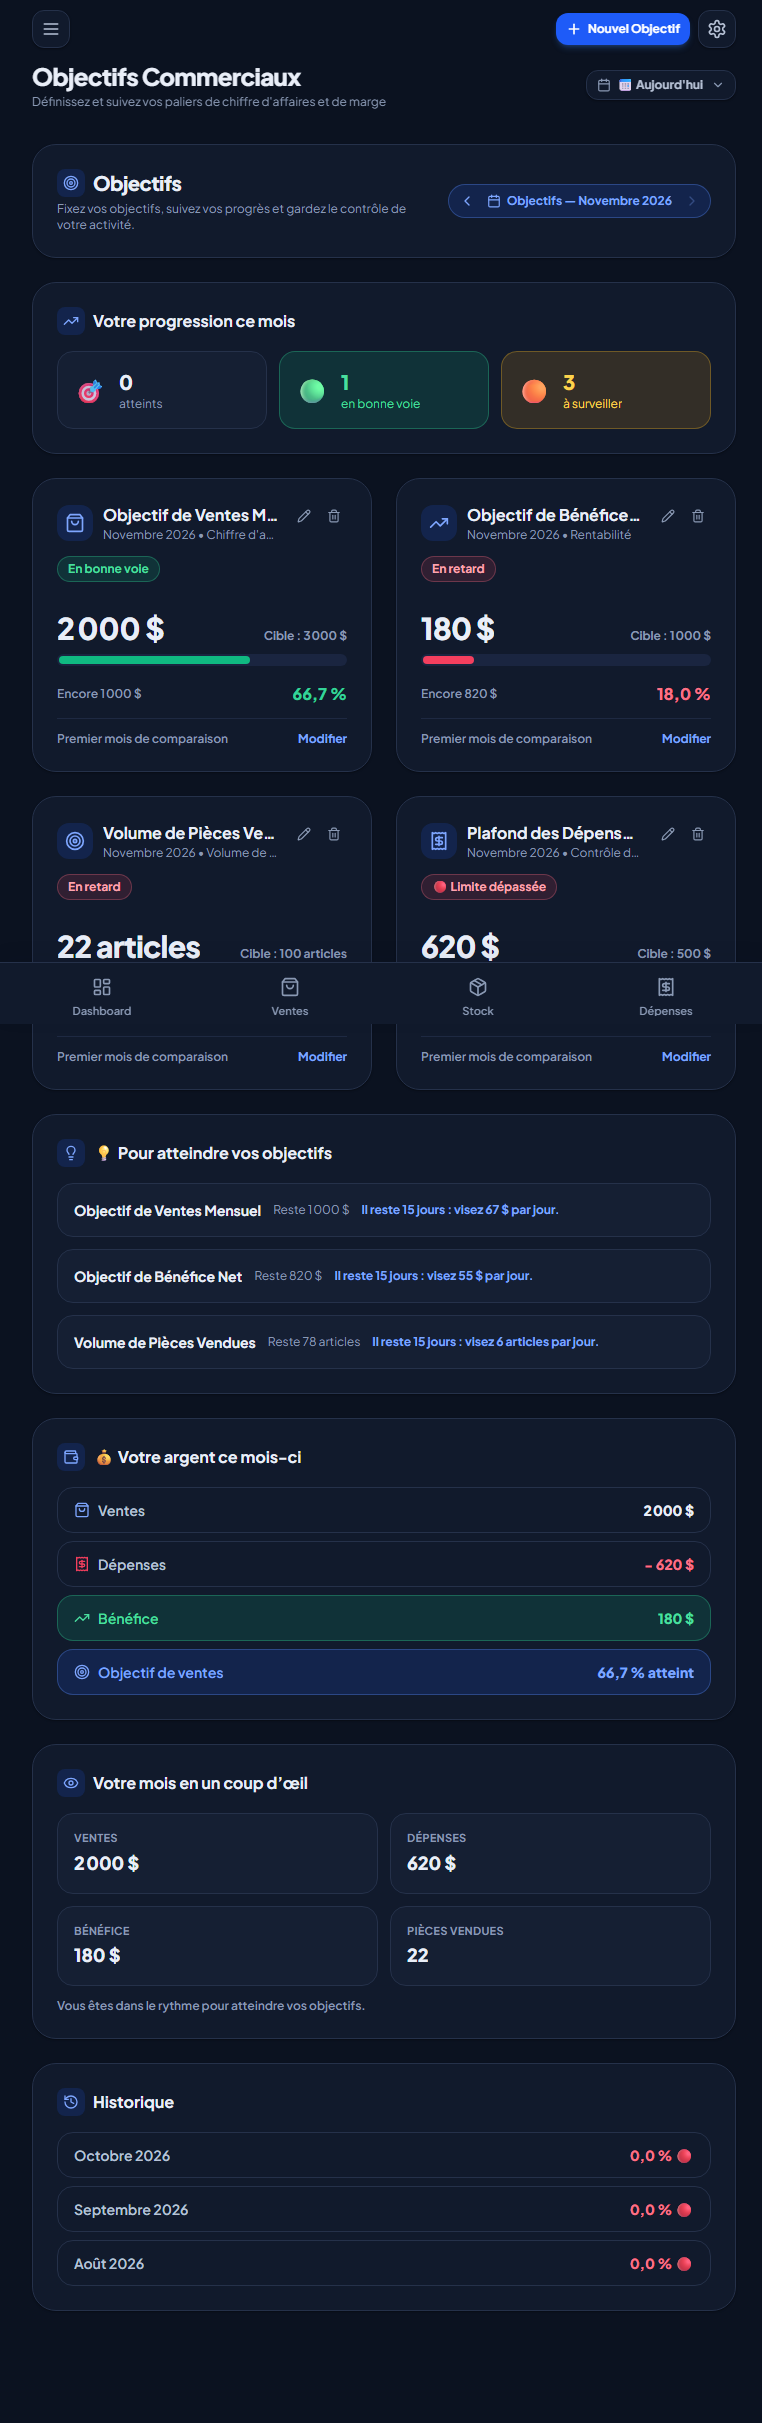 Nouvel Objectif
Objectifs Commerciaux
Définissez et suivez vos paliers de chiffre d'affaires et de marge
Aujourd'hui
Objectifs
Fixez vos objectifs, suivez vos progrès et gardez le contrôle de
votre activité.
Objectifs — Novembre 2026
Votre progression ce mois
0
atteints
1
en bonne voie
3
à surveiller
Objectif de Ventes M...
Novembre 2026 • Chiffre d'a...
En bonne voie
2 000 $
Cible : 3 000 $
Encore 1 000 $
66,7 %
Premier mois de comparaison
Modifier
Objectif de Bénéfice...
Novembre 2026 • Rentabilité
En retard
180 $
Cible : 1 000 $
Encore 820 $
18,0 %
Premier mois de comparaison
Modifier
Volume de Pièces Ve...
Novembre 2026 • Volume de ...
En retard
22 articles
Cible : 100 articles
Premier mois de comparaison
Modifier
Plafond des Dépens...
Novembre 2026 • Contrôle d...
Limite dépassée
620 $
Cible : 500 $
Premier mois de comparaison
Modifier
Dashboard
Ventes
Stock
Dépenses
Pour atteindre vos objectifs
Objectif de Ventes Mensuel Reste 1 000 $ Il reste 15 jours : visez 67 $ par jour.
Objectif de Bénéfice Net Reste 820 $ Il reste 15 jours : visez 55 $ par jour.
Volume de Pièces Vendues Reste 78 articles Il reste 15 jours : visez 6 articles par jour.
Votre argent ce mois-ci
Ventes 2 000 $
Dépenses - 620 $
Bénéfice 180 $
Objectif de ventes 66,7 % atteint
Votre mois en un coup d’œil
VENTES
2 000 $
DÉPENSES
620 $
BÉNÉFICE
180 $
PIÈCES VENDUES
22
Vous êtes dans le rythme pour atteindre vos objectifs.
Historique
Octobre 2026 0,0 %
Septembre 2026 0,0 %
Août 2026 0,0 %